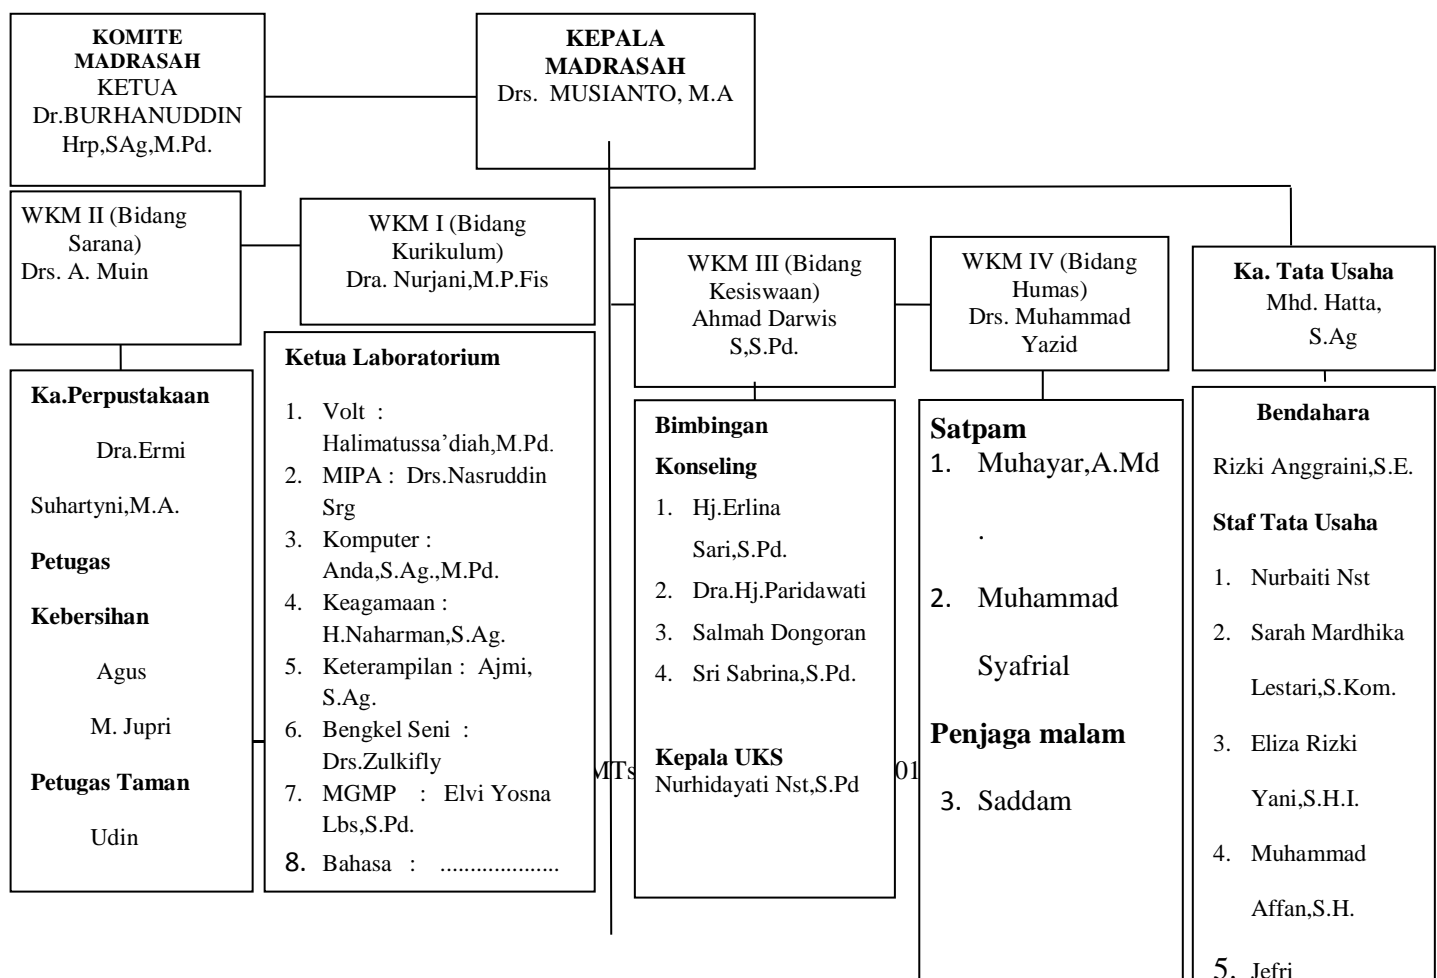 KOMITE
MADRASAH
KETUA
Dr.BURHANUDDIN
Hrp,SAg,M.Pd.
KEPALA
MADRASAH
Drs.  MUSIANTO, M.A
WKM II (Bidang
Sarana)
Drs. A. Muin
WKM I (Bidang
Kurikulum)
Dra. Nurjani,M.P.Fis
WKM III (Bidang
Kesiswaan)
Ahmad Darwis
S,S.Pd.
WKM IV (Bidang
Humas)
Drs. Muhammad
Yazid
Ka. Tata Usaha
Mhd. Hatta,
S.Ag
Ka.Perpustakaan
Dra.Ermi
Suhartyni,M.A.
Petugas
Kebersihan
Agus
M. Jupri
Petugas Taman
Udin
Ketua Laboratorium
1. Volt  :
Halimatussa’diah,M.Pd.
2. MIPA :  Drs.Nasruddin
Srg
3. Komputer :
Anda,S.Ag.,M.Pd.
4. Keagamaan :
H.Naharman,S.Ag.
5. Keterampilan :  Ajmi,
S.Ag.
6. Bengkel Seni  :
Drs.Zulkifly
7. MGMP   :  Elvi Yosna
Lbs,S.Pd.
8. Bahasa  :  ....................
MTs
01
Bimbingan
Konseling
1. Hj.Erlina
Sari,S.Pd.
2. Dra.Hj.Paridawati
3. Salmah Dongoran
4. Sri Sabrina,S.Pd.
Kepala UKS
Nurhidayati Nst,S.Pd
Satpam
1. Muhayar,A.Md
.
2. Muhammad
Syafrial
Penjaga malam
3. Saddam
Bendahara
Rizki Anggraini,S.E.
Staf Tata Usaha
1. Nurbaiti Nst
2. Sarah Mardhika
Lestari,S.Kom.
3. Eliza Rizki
Yani,S.H.I.
4. Muhammad
Affan,S.H.
5. Jefri